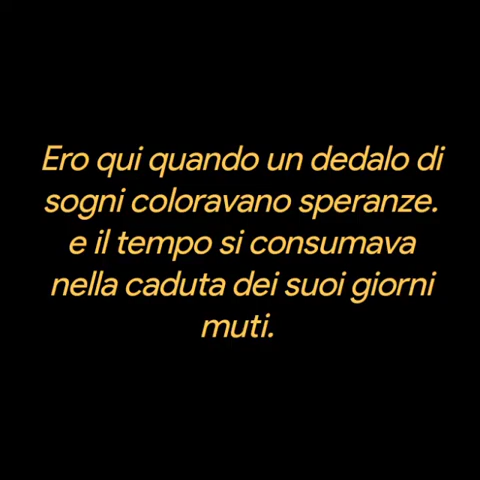 Ero qui quando un dedalo di
sogni coloravano speranze.
e il tempo si consumava
nella caduta dei suoi giorni
muti.